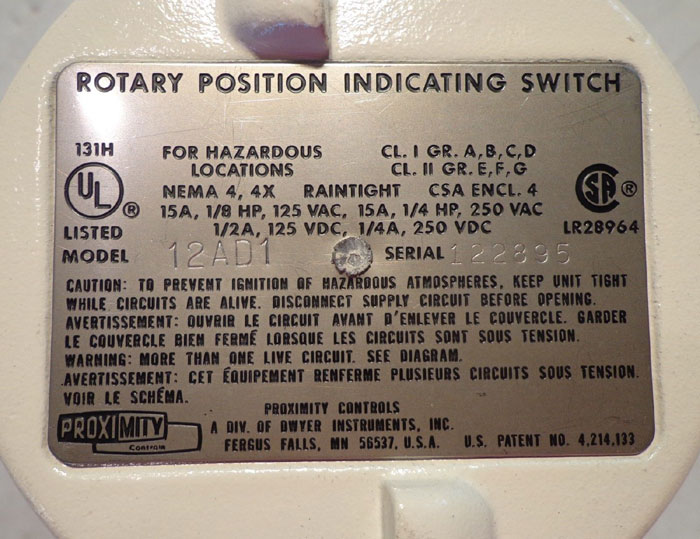 ROTARY POSITION INDICATING SWITCH
131H
FOR HAZARDOUS CL. I GR. A,B,C,D
LOCATIONS CL. II GR. E,F,G
UL ®
NEMA 4, 4X RAINTIGHT CSA ENCL. 4
SA ®
15A, 1/8 HP, 125 VAC, 15A, 1/4 HP, 250 VAC
LISTED 1/2A, 125 VDC, 1/4A, 250 VDC LR28964
MODEL 12AD1 SERIAL 122895
CAUTION: TO PREVENT IGNITION OF HAZARDOUS ATMOSPHERES, KEEP UNIT TIGHT
WHILE CIRCUITS ARE ALIVE. DISCONNECT SUPPLY CIRCUIT BEFORE OPENING.
AVERTISSEMENT: OUVRIR LE CIRCUIT AVANT D'ENLEVER LE COUVERCLE. GARDER
LE COUVERCLE BIEN FERMÉ LORSQUE LES CIRCUITS SONT SOUS TENSION.
WARNING: MORE THAN ONE LIVE CIRCUIT. SEE DIAGRAM.
AVERTISSEMENT: CET ÉQUIPEMENT RENFERME PLUSIEURS CIRCUITS SOUS TENSION.
VOIR LE SCHÉMA.
PROXIMITY CONTROLS
PROXIMITY A DIV. OF DWYER INSTRUMENTS, INC.
Controls FERGUS FALLS, MN 56537, U.S.A. U.S. PATENT NO. 4,214,133